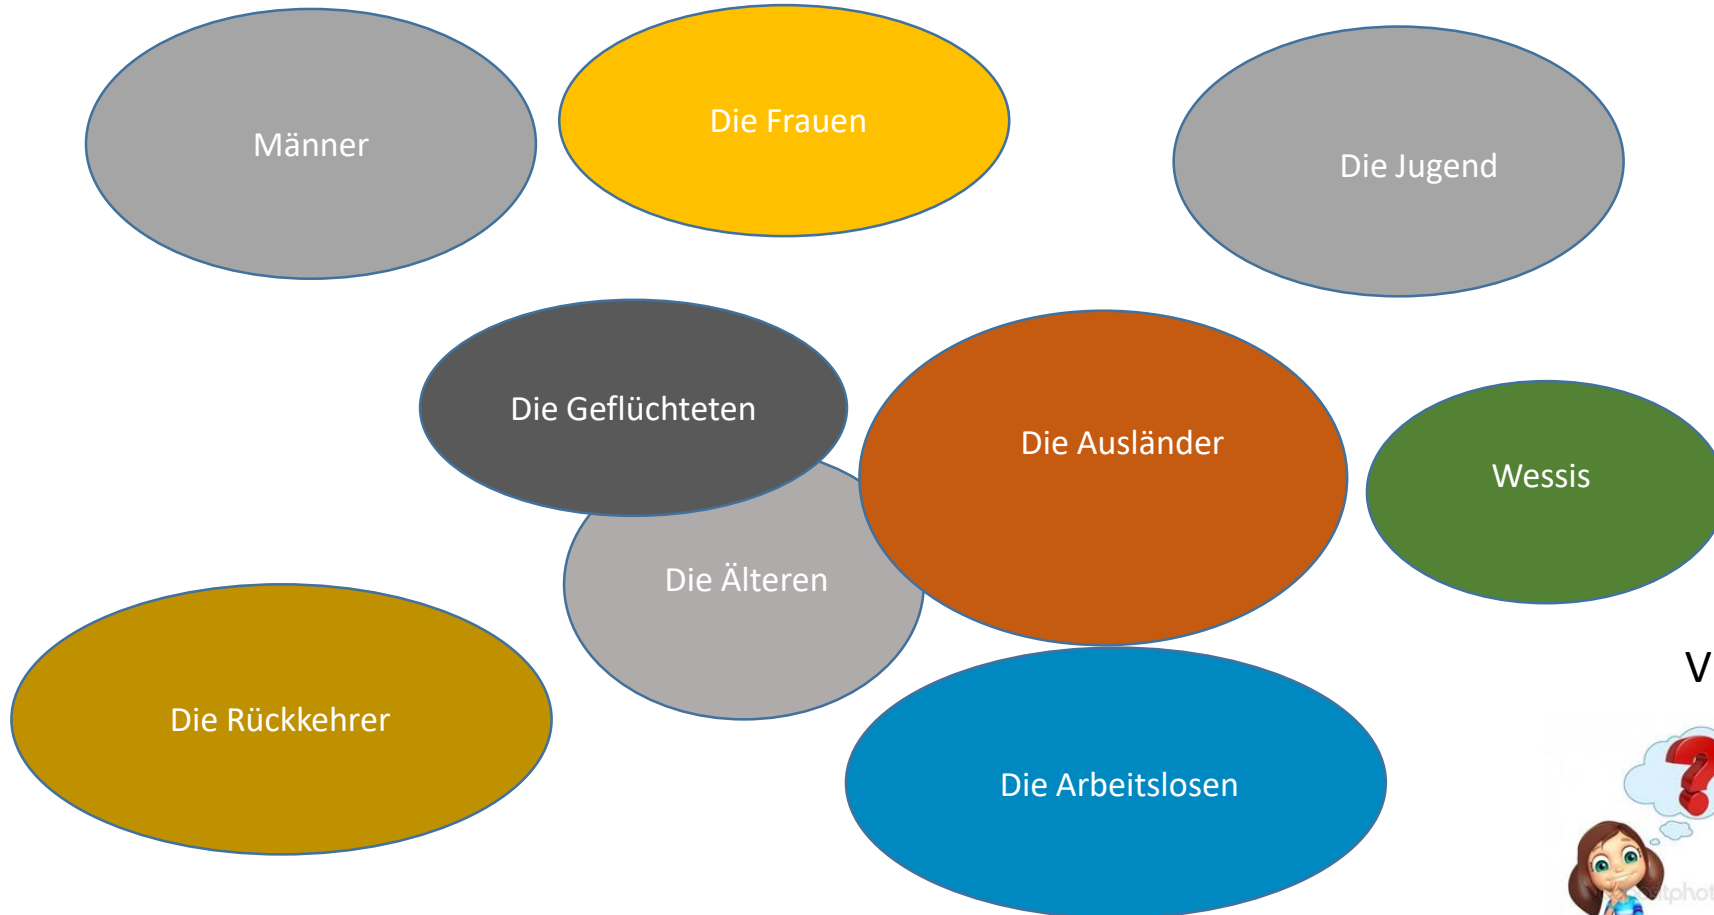 Männer
Die Frauen
Die Jugend
Die Geflüchteten
Die Ausländer
Wessis
Die Älteren
Die Rückkehrer
Die Arbeitslosen
V
?